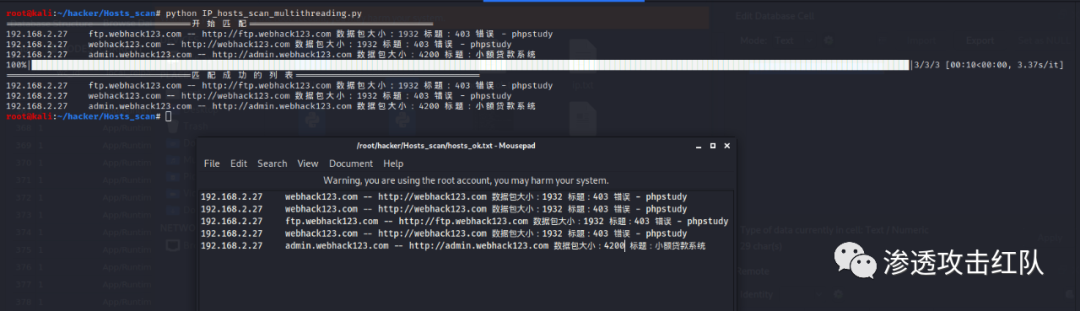 root@kali:~/hacker/Hosts_scan# python IP_hosts_scan_multithreading.py
====================================开 始 匹 配====================================
192.168.2.27 ftp.webhack123.com -- http://ftp.webhack123.com 数据包大小：1932 标题：403 错误 - phpstudy
192.168.2.27 webhack123.com -- http://webhack123.com 数据包大小：1932 标题：403 错误 - phpstudy
192.168.2.27 admin.webhack123.com -- http://admin.webhack123.com 数据包大小：4200 标题：小额贷款系统
100%| |3/3/3 [00:10<00:00, 3.37s/it]
====================================匹 配 成 功 的 列 表====================================
192.168.2.27 ftp.webhack123.com -- http://ftp.webhack123.com 数据包大小：1932 标题：403 错误 - phpstudy
192.168.2.27 webhack123.com -- http://webhack123.com 数据包大小：1932 标题：403 错误 - phpstudy
192.168.2.27 admin.webhack123.com -- http://admin.webhack123.com 数据包大小：4200 标题：小额贷款系统
root@kali:~/hacker/Hosts_scan#
/root/hacker/Hosts_scan/hosts_ok.txt - Mousepad
File Edit Search View Document Help
Warning, you are using the root account, you may harm your system.
192.168.2.27 webhack123.com -- http://webhack123.com 数据包大小：1932 标题：403 错误 - phpstudy
192.168.2.27 webhack123.com -- http://webhack123.com 数据包大小：1932 标题：403 错误 - phpstudy
192.168.2.27 ftp.webhack123.com -- http://ftp.webhack123.com 数据包大小：1932 标题：403 错误 - phpstudy
192.168.2.27 webhack123.com -- http://webhack123.com 数据包大小：1932 标题：403 错误 - phpstudy
192.168.2.27 admin.webhack123.com -- http://admin.webhack123.com 数据包大小：4200 标题：小额贷款系统
Edit Database Cell
Mode: Text
Export
Type of data currently in cell: Text / Numeric
Identity
渗透攻击红队